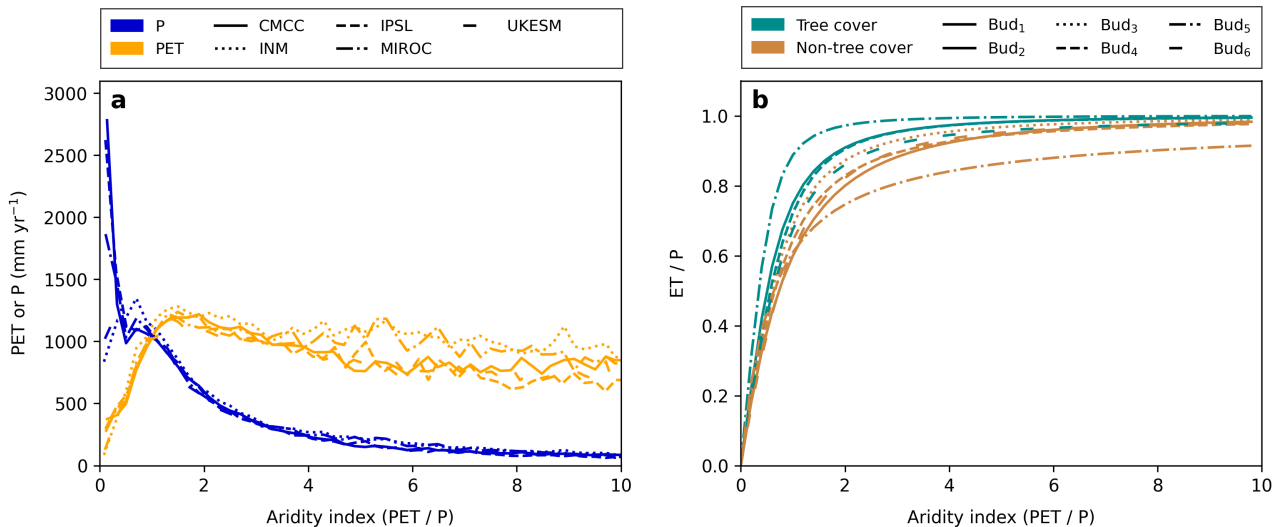 P CMCC IPSL UKESM
PET INM MIROC
a
3000
2500
2000
1500
1000
500
0
PET or P (mm yr⁻¹)
0 2 4 6 8 10
Aridity index (PET / P)
Tree cover Bud₁ Bud₃ Bud₅
Non-tree cover Bud₂ Bud₄ Bud₆
b
1.0
0.8
0.6
0.4
0.2
0.0
ET / P
0 2 4 6 8 10
Aridity index (PET / P)